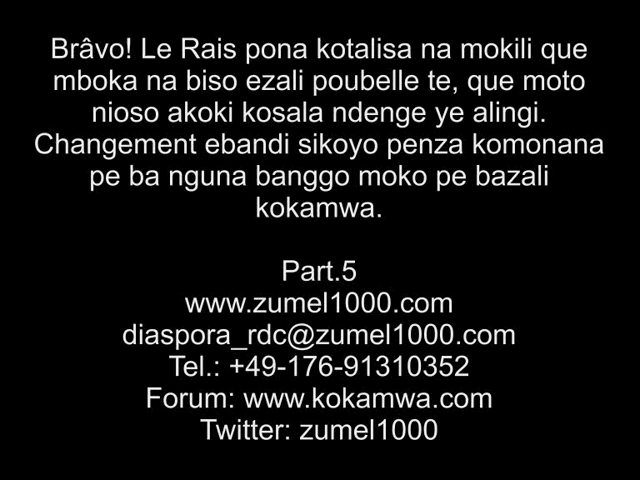 Brâvo! Le Rais pona kotalisa na mokili que
mboka na biso ezali poubelle te, que moto
nioso akoki kosala ndenge ye alingi.
Changement ebandi sikoyo penza komonana
pe ba nguna banggo moko pe bazali
kokamwa.
Part.5
www.zumel1000.com
diaspora_rdc@zumel1000.com
Tel.: +49-176-91310352
Forum: www.kokamwa.com
Twitter: zumel1000